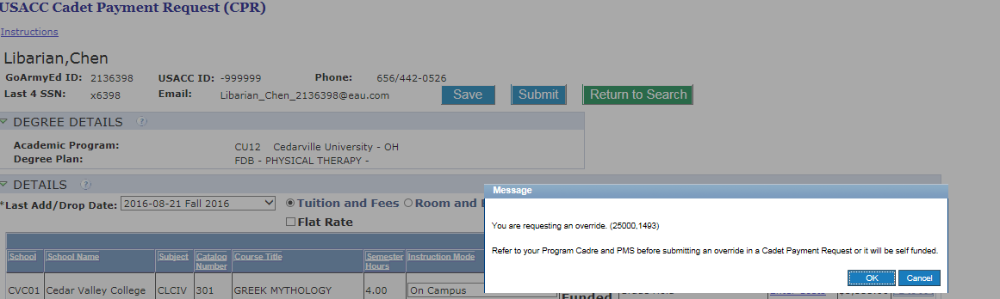 USACC Cadet Payment Request (CPR)
Instructions
Libarian,Chen
GoArmyEd ID: 2136398 USACC ID: -999999 Phone: 656/442-0526
Last 4 SSN: x6398 Email: Libarian_Chen_2136398@eau.com Save Submit Return to Search
DEGREE DETAILS ?
Academic Program: CU12 Cedarville University - OH
Degree Plan: FDB - PHYSICAL THERAPY -
DETAILS ?
*Last Add/Drop Date: 2016-08-21 Fall 2016 Tuition and Fees Room and
Flat Rate
School School Name Subject Catalog Number Course Title Semester Hours Instruction Mode
CVC01 Cedar Valley College CLCIV 301 GREEK MYTHOLOGY 4.00 On Campus
Message
You are requesting an override. (25000,1493)
Refer to your Program Cadre and PMS before submitting an override in a Cadet Payment Request or it will be self funded.
OK Cancel